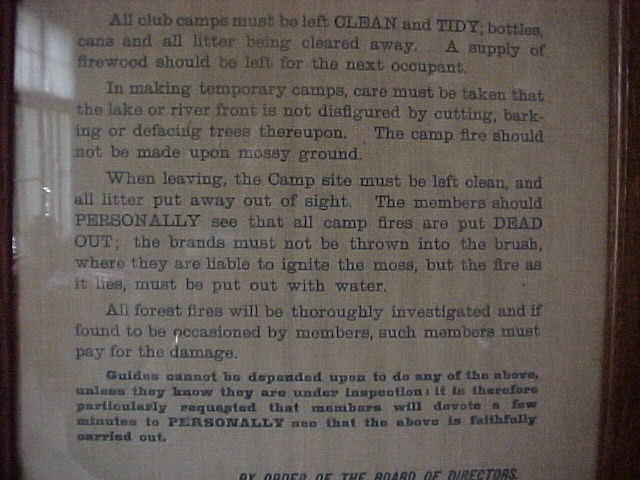 All club camps must be left CLEAN and TIDY; bottles,
cans and all litter being cleared away. A supply of
firewood should be left for the next occupant.
In making temporary camps, care must be taken that
the lake or river front is not disfigured by cutting, bark-
ing or defacing trees thereupon. The camp fire should
not be made upon mossy ground.
When leaving, the Camp site must be left clean, and
all litter put away out of sight. The members should
PERSONALLY see that all camp fires are put DEAD
OUT; the brands must not be thrown into the brush,
where they are liable to ignite the moss, but the fire as
it lies, must be put out with water.
All forest fires will be thoroughly investigated and if
found to be occasioned by members, such members must
pay for the damage.
Guides cannot be depended upon to do any of the above,
unless they know they are under inspection: it is therefore
particularly requested that members will devote a few
minutes to PERSONALLY see that the above is faithfully
carried out.
BY ORDER OF THE BOARD OF DIRECTORS.